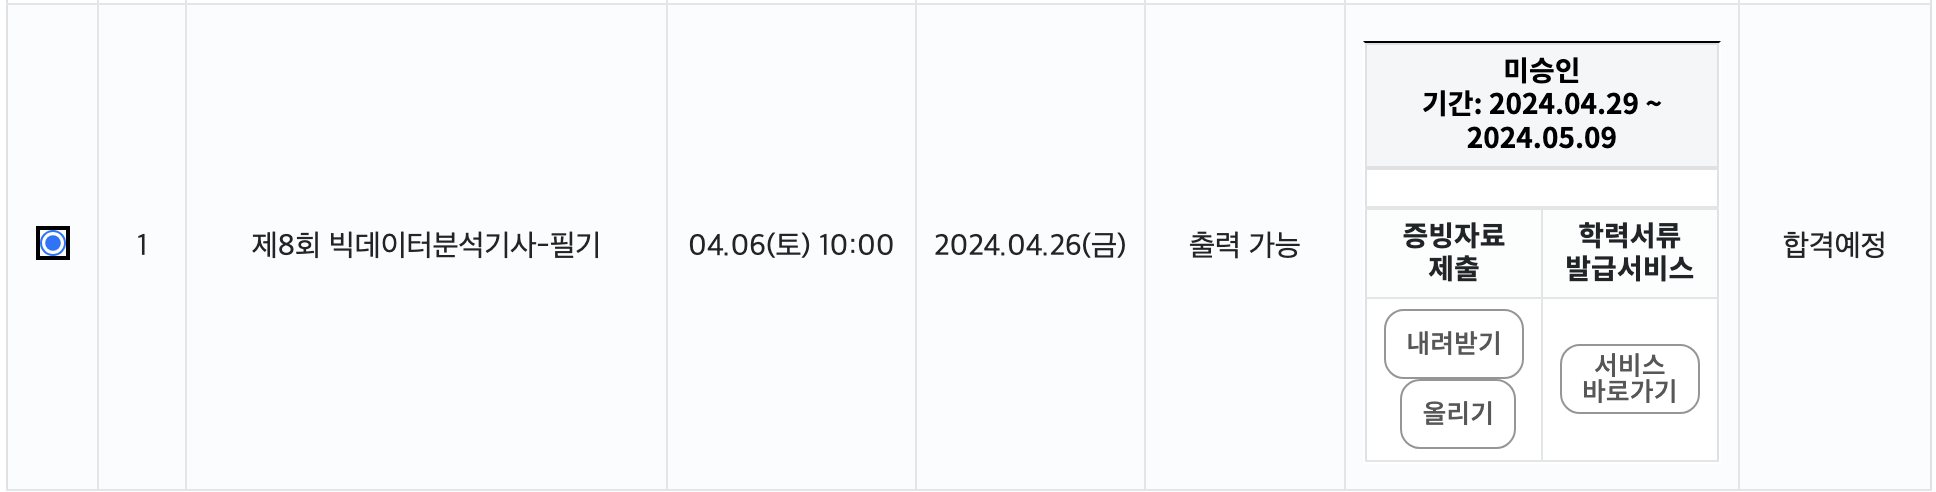 1
제8회 빅데이터분석기사-필기
04.06(토) 10:00
2024.04.26(금)
출력 가능
미승인
기간: 2024.04.29 ~
2024.05.09
증빙자료
제출
학력서류
발급서비스
내려받기
올리기
서비스
바로가기
합격예정